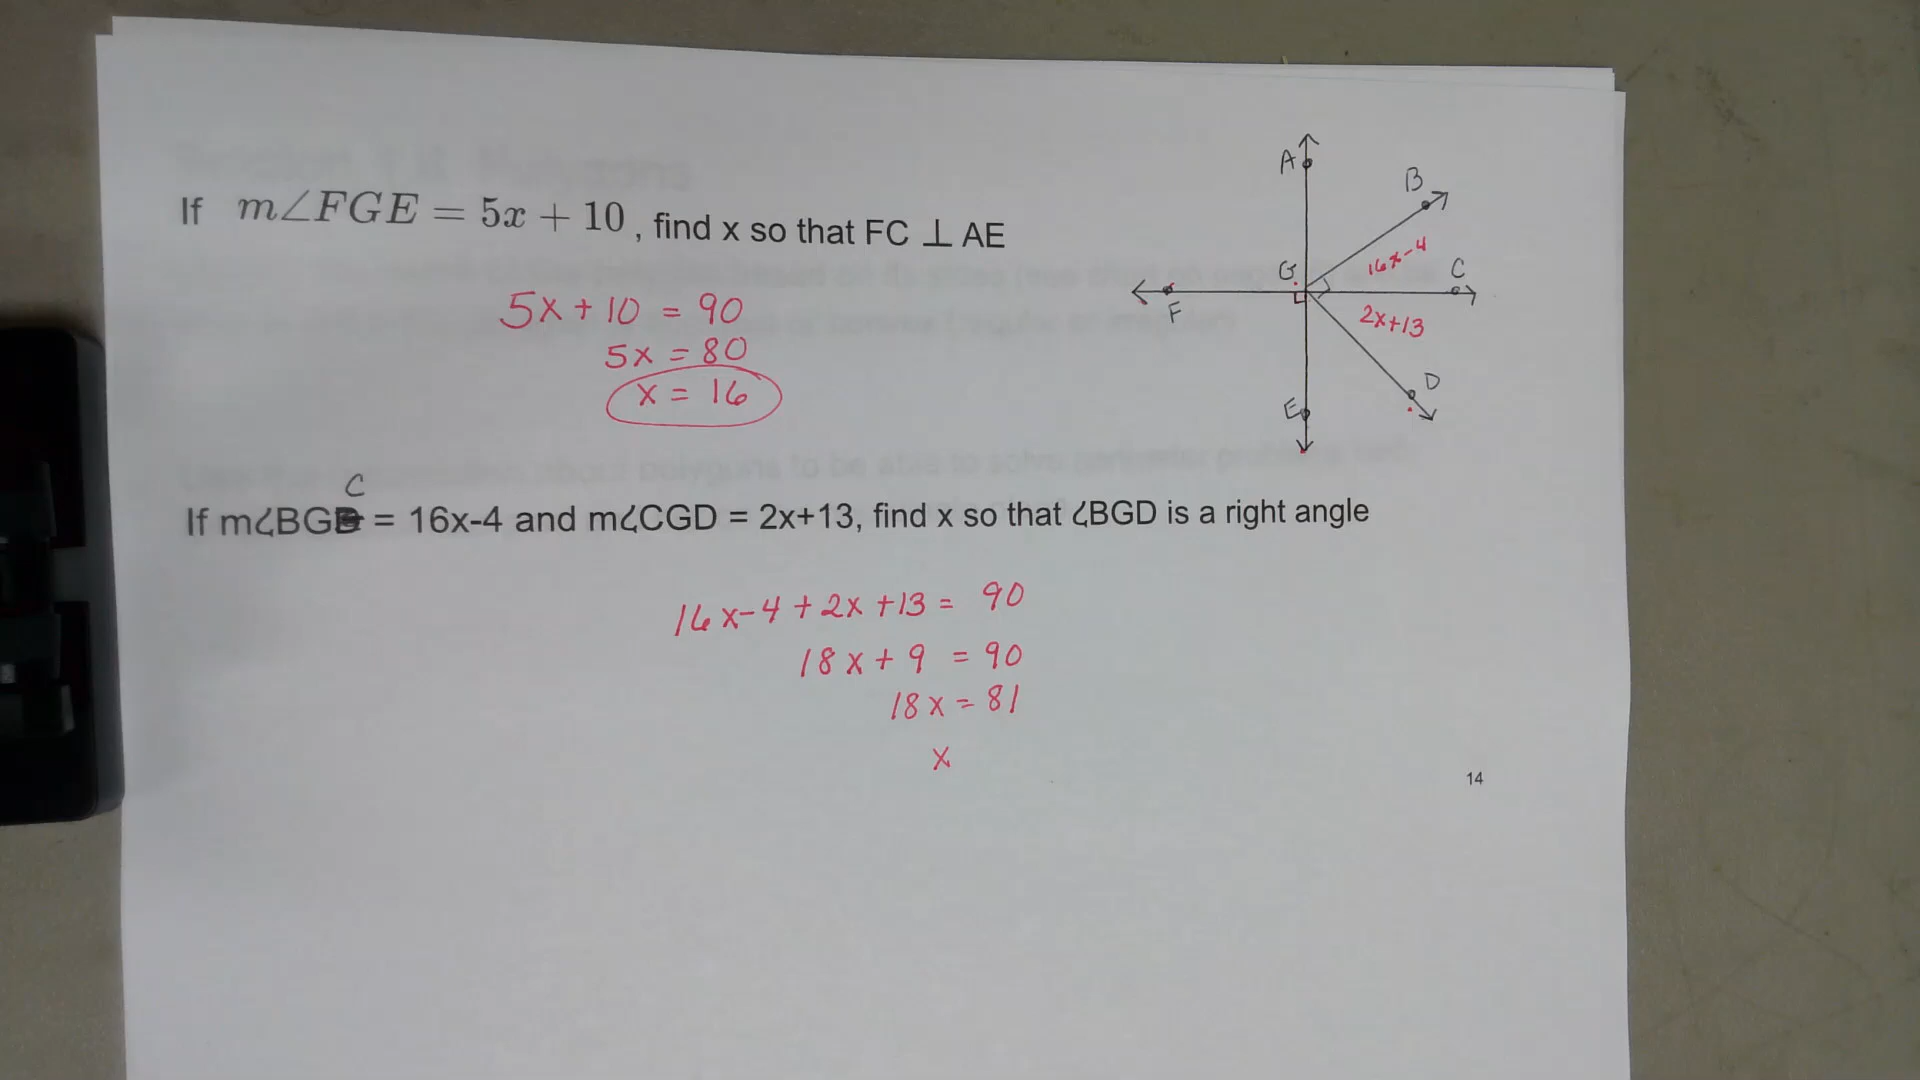 If m∠FGE = 5x + 10, find x so that FC ⊥ AE
5x + 10 = 90
5x = 80
x = 16
A
B
16x-4
G
C
F
2x+13
D
E
C
If m∠BGD = 16x-4 and m∠CGD = 2x+13, find x so that ∠BGD is a right angle
16x-4 + 2x +13 = 90
18x + 9 = 90
18x = 81
x
14